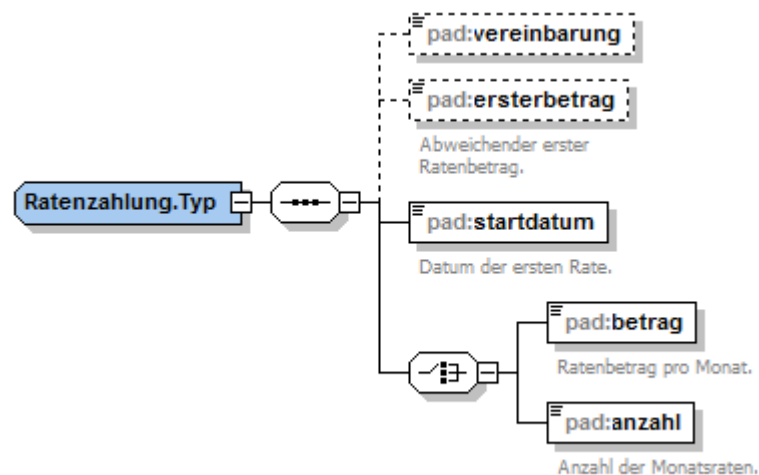 pad:vereinbarung
pad:ersterbetrag
Abweichender erster
Ratenbetrag.
Ratenzahlung.Typ
pad:startdatum
Datum der ersten Rate.
pad:betrag
Ratenbetrag pro Monat.
pad:anzahl
Anzahl der Monatsraten.